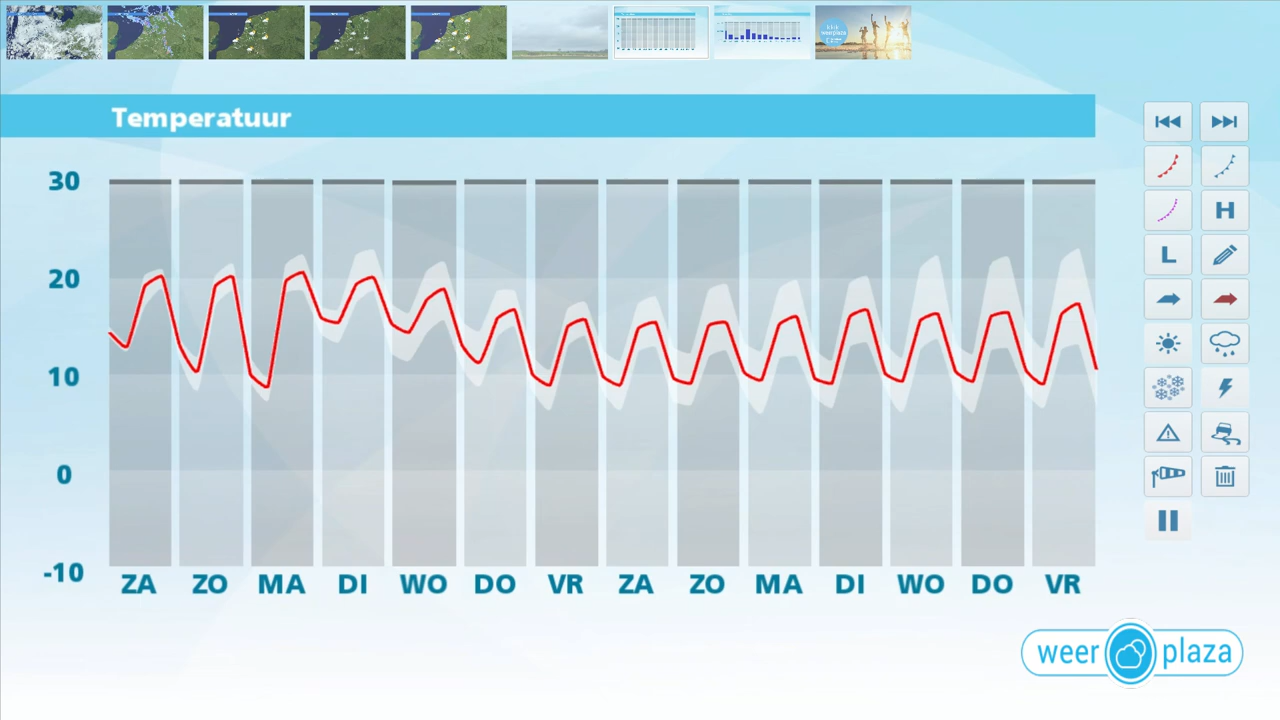 Temperatuur
30
20
10
0
-10
ZA ZO MA DI WO DO VR ZA ZO MA DI WO DO VR
H
L
weer plaza